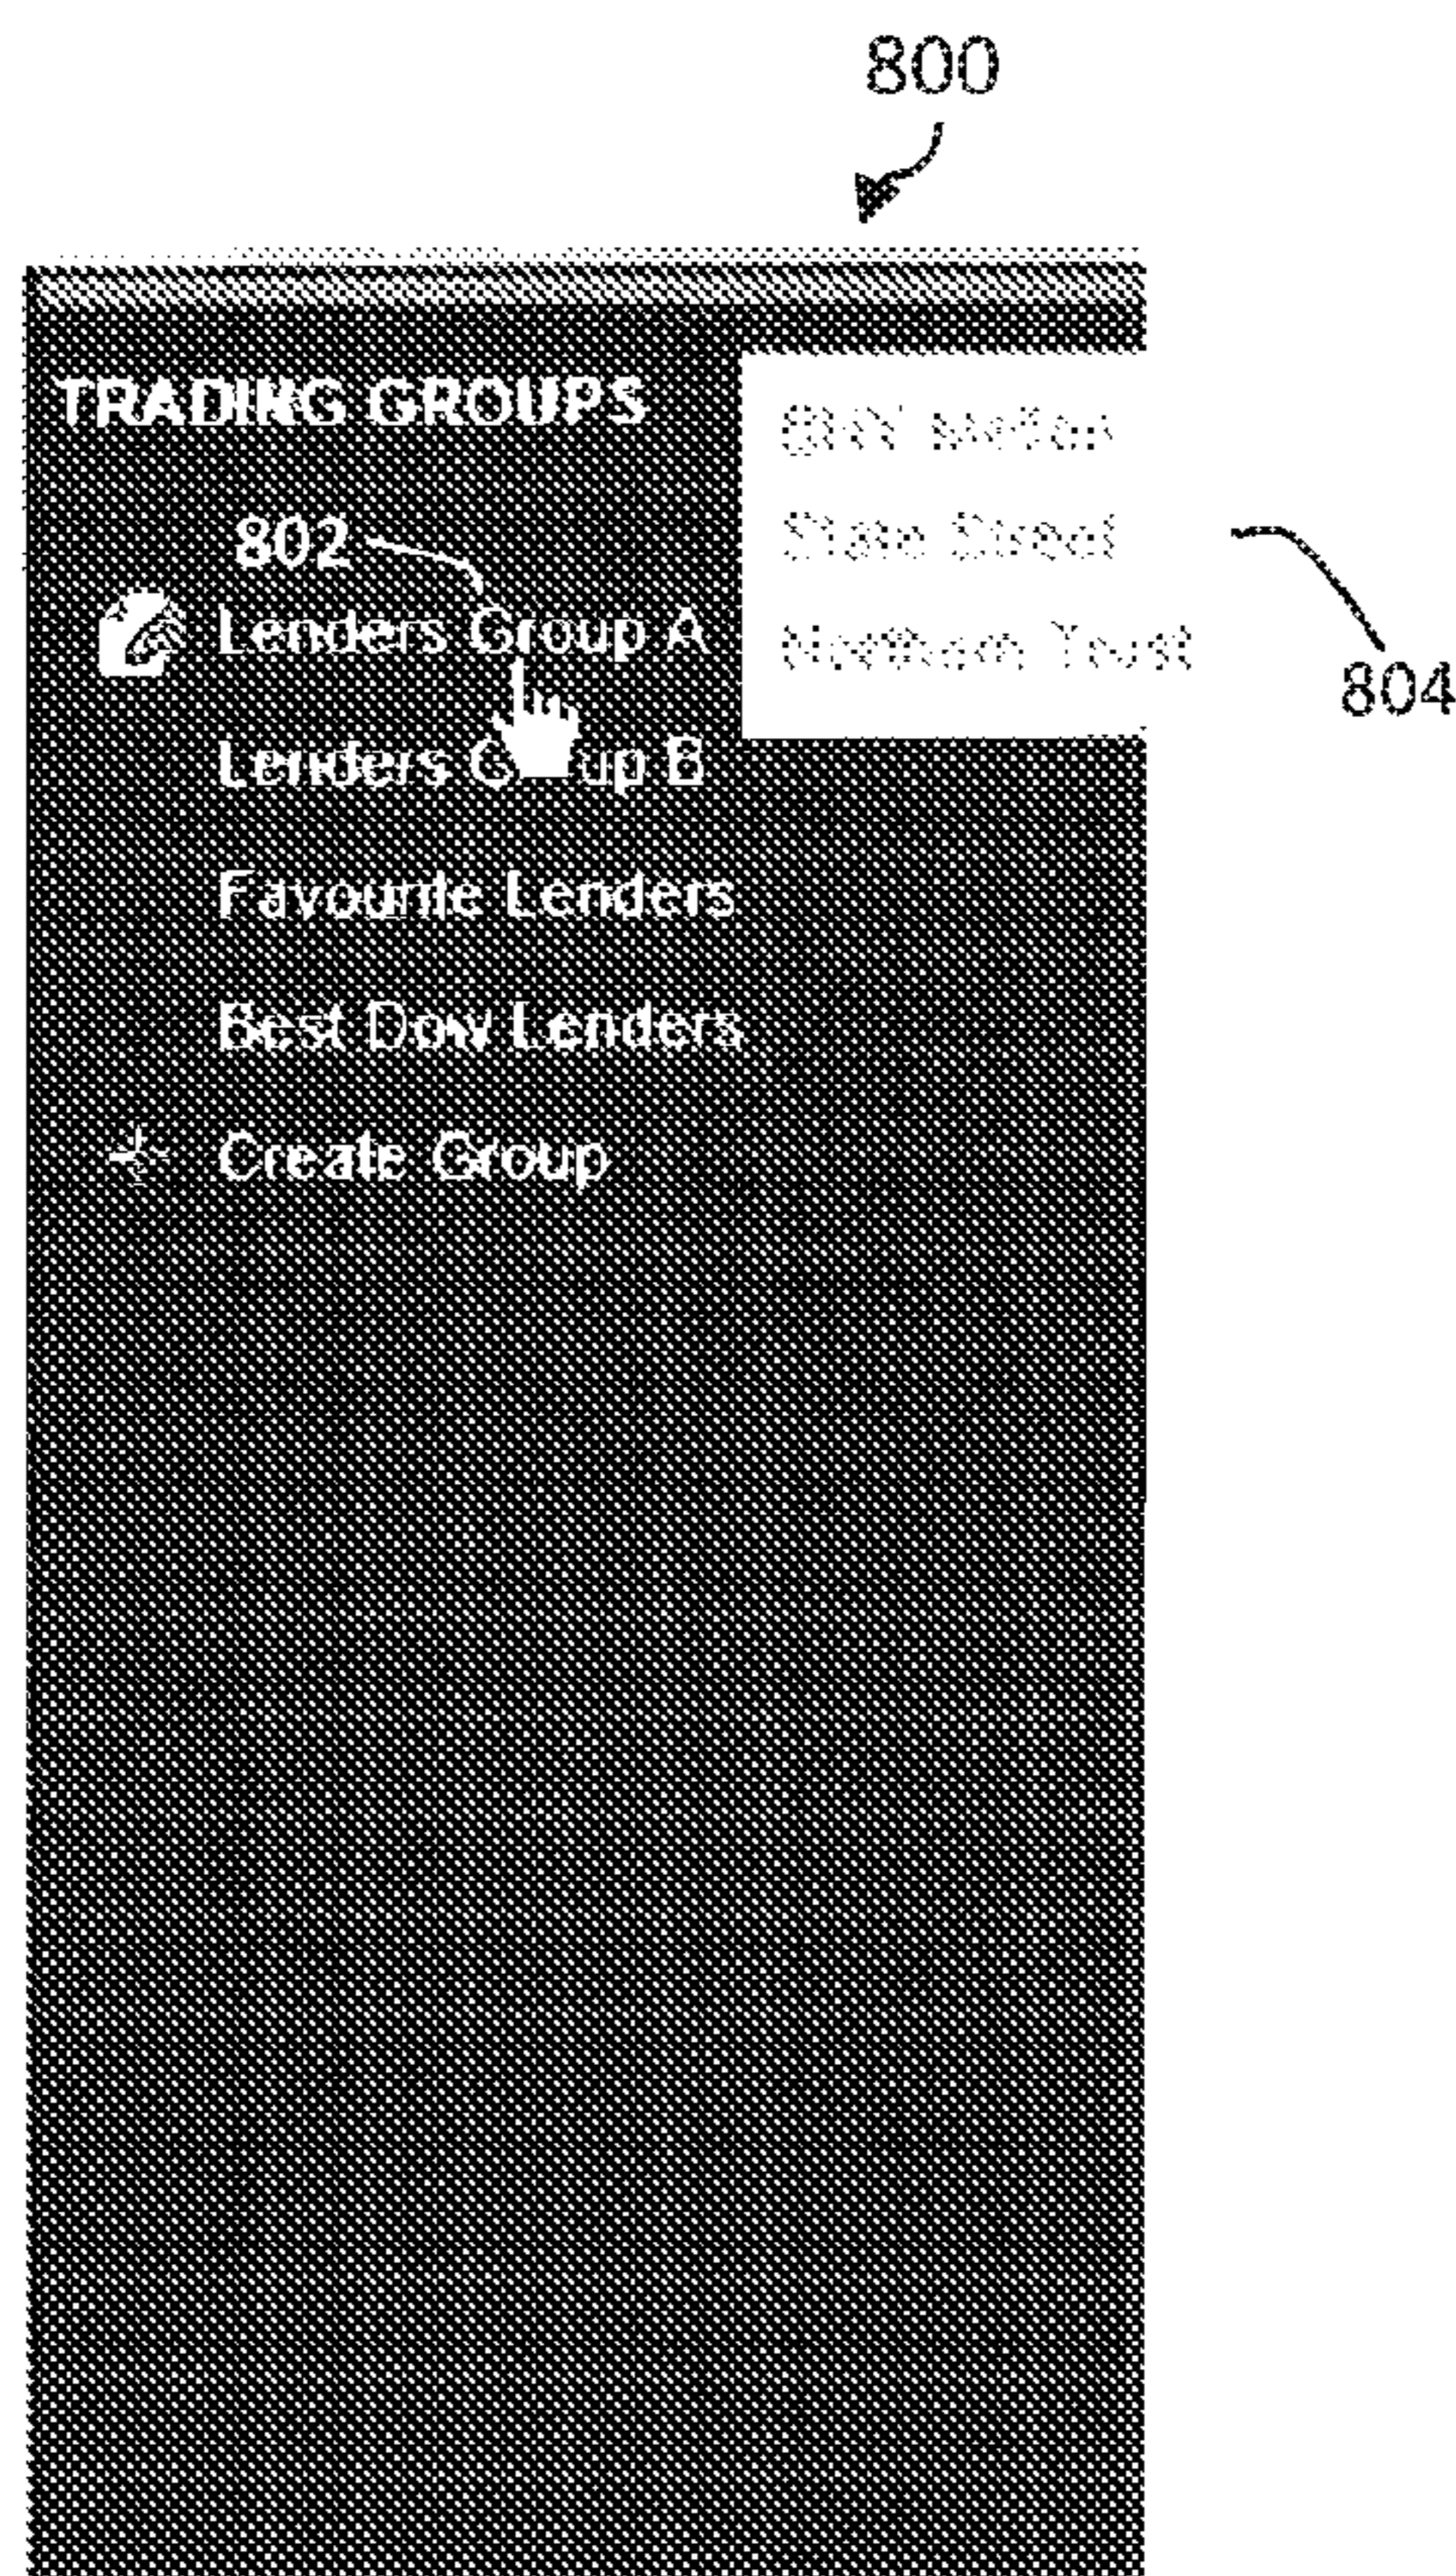 800
TRADING GROUPS
BNY Mellon
802
State Street
Lenders Group A
Northern Trust
804
Lenders Group B
Favourite Lenders
Best Dow Lenders
Create Group